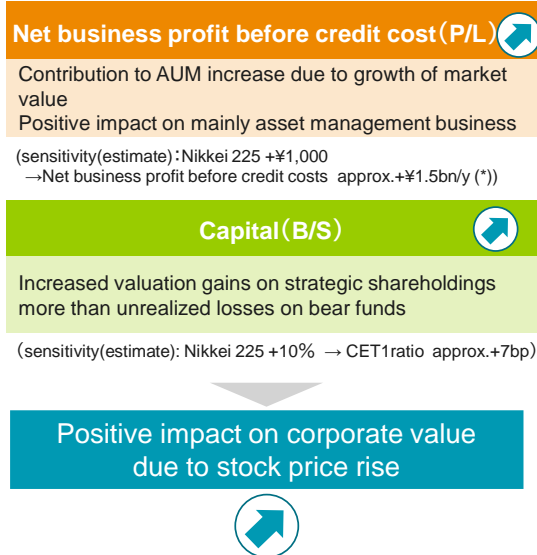 Net business profit before credit cost（P/L）
Contribution to AUM increase due to growth of market
value
Positive impact on mainly asset management business
(sensitivity(estimate)：Nikkei 225 +¥1,000
→Net business profit before credit costs approx.+¥1.5bn/y (*))
Capital（B/S）
Increased valuation gains on strategic shareholdings
more than unrealized losses on bear funds
（sensitivity(estimate): Nikkei 225 +10% → CET1ratio approx.+7bp）
Positive impact on corporate value
due to stock price rise